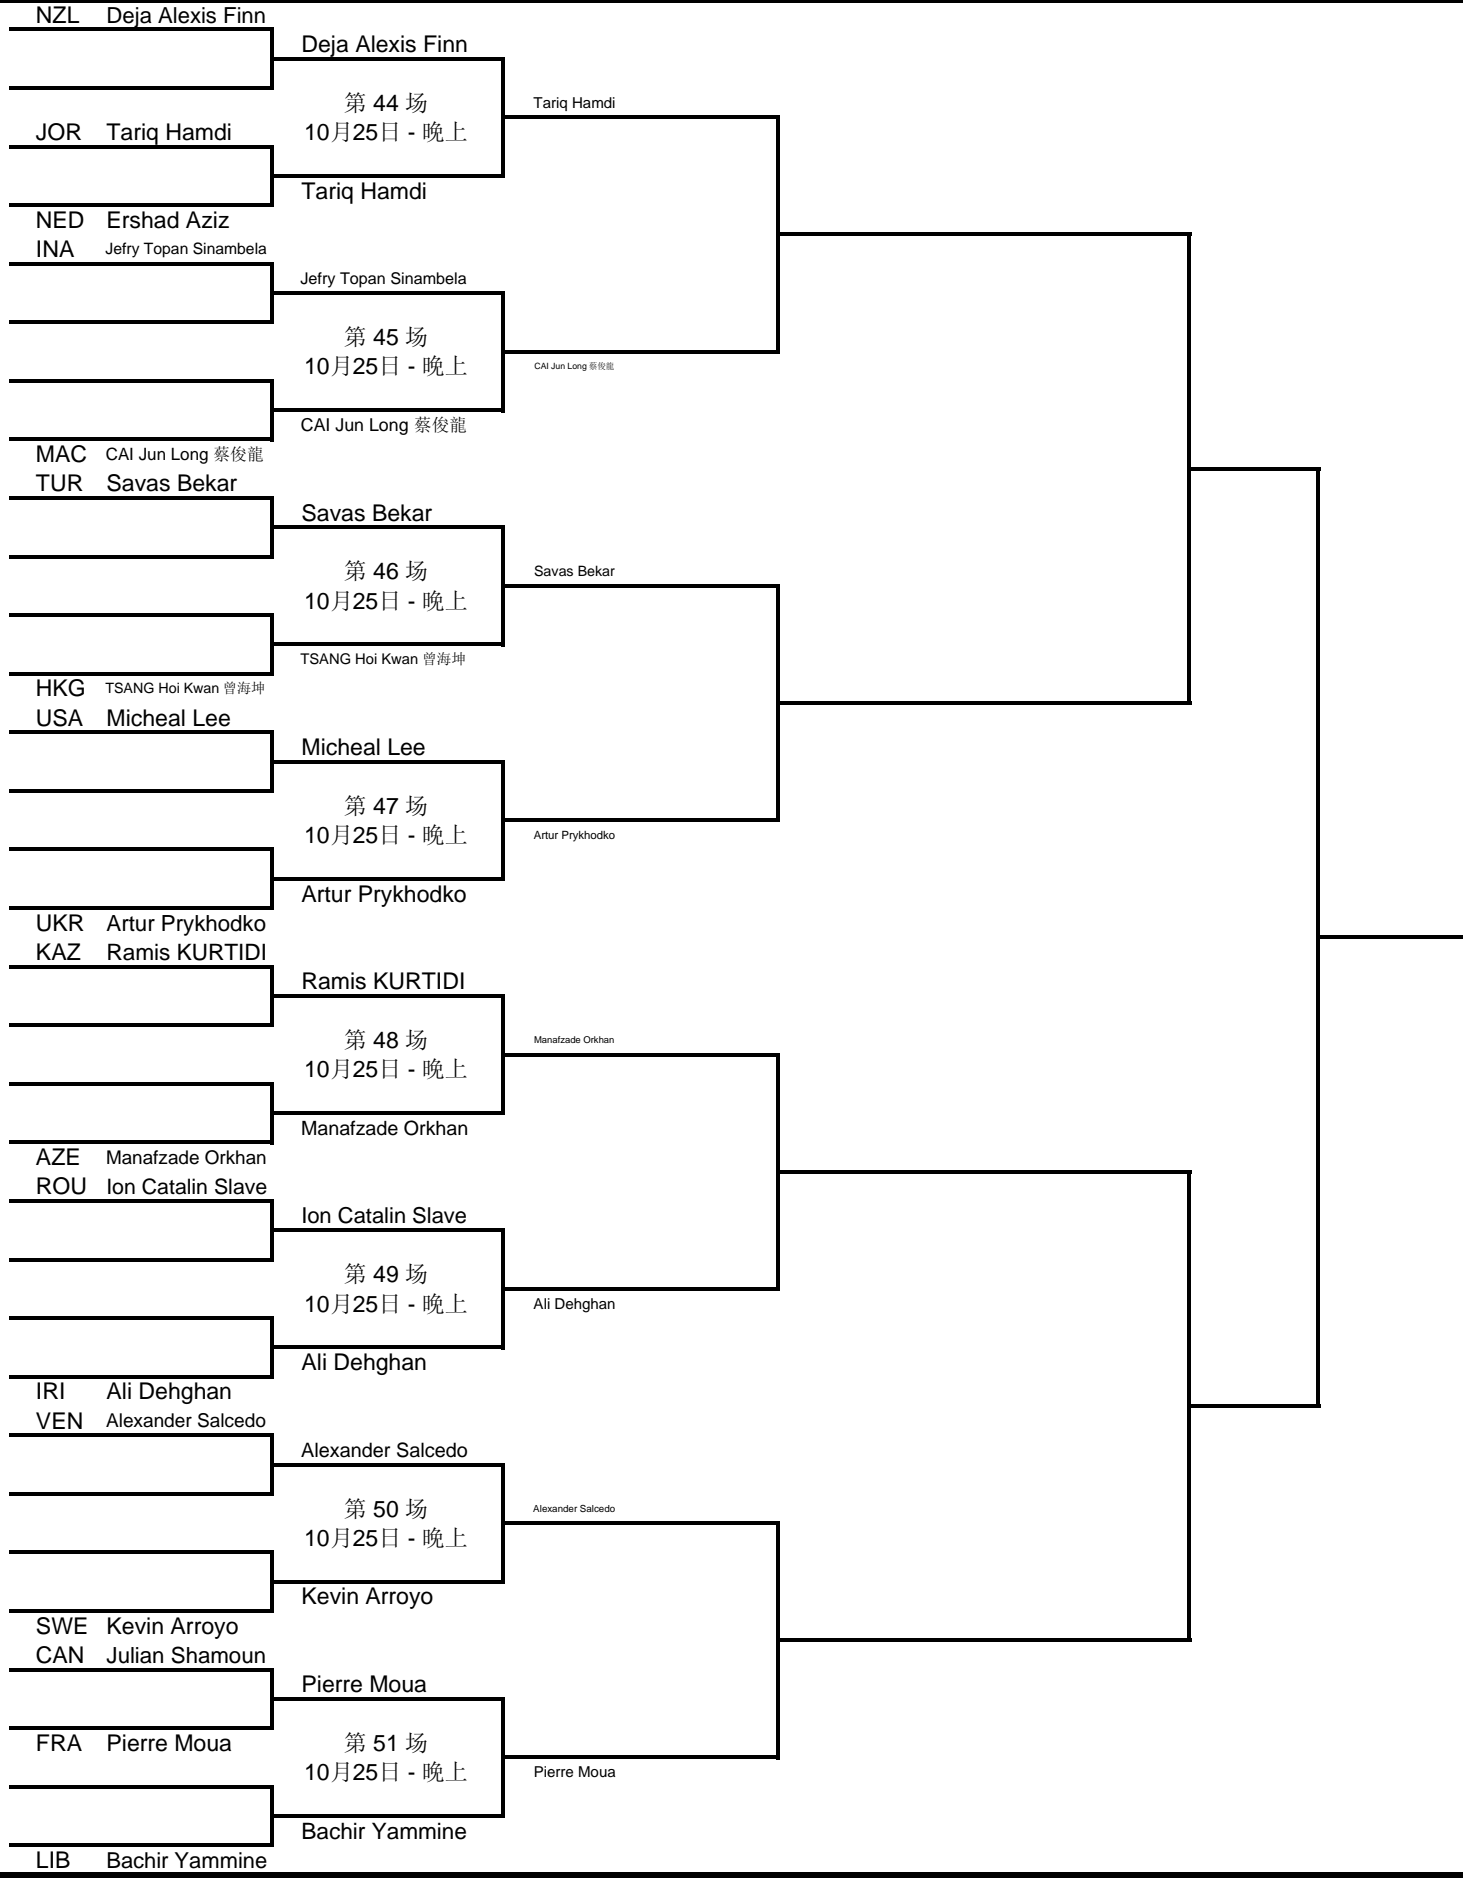 NZL Deja Alexis Finn
Deja Alexis Finn
第 44 场
Tariq Hamdi
10月25日 - 晚上
JOR Tariq Hamdi
Tariq Hamdi
NED Ershad Aziz
INA Jefry Topan Sinambela
Jefry Topan Sinambela
第 45 场
10月25日 - 晚上
CAI Jun Long 蔡俊龍
CAI Jun Long 蔡俊龍
MAC CAI Jun Long 蔡俊龍
TUR Savas Bekar
Savas Bekar
第 46 场
Savas Bekar
10月25日 - 晚上
TSANG Hoi Kwan 曾海坤
HKG TSANG Hoi Kwan 曾海坤
USA Micheal Lee
Micheal Lee
第 47 场
10月25日 - 晚上
Artur Prykhodko
Artur Prykhodko
UKR Artur Prykhodko
KAZ Ramis KURTIDI
Ramis KURTIDI
第 48 场
Manafzade Orkhan
10月25日 - 晚上
Manafzade Orkhan
AZE Manafzade Orkhan
ROU Ion Catalin Slave
Ion Catalin Slave
第 49 场
10月25日 - 晚上
Ali Dehghan
Ali Dehghan
IRI Ali Dehghan
VEN Alexander Salcedo
Alexander Salcedo
第 50 场
Alexander Salcedo
10月25日 - 晚上
Kevin Arroyo
SWE Kevin Arroyo
CAN Julian Shamoun
Pierre Moua
FRA Pierre Moua
第 51 场
10月25日 - 晚上
Pierre Moua
Bachir Yammine
LIB Bachir Yammine